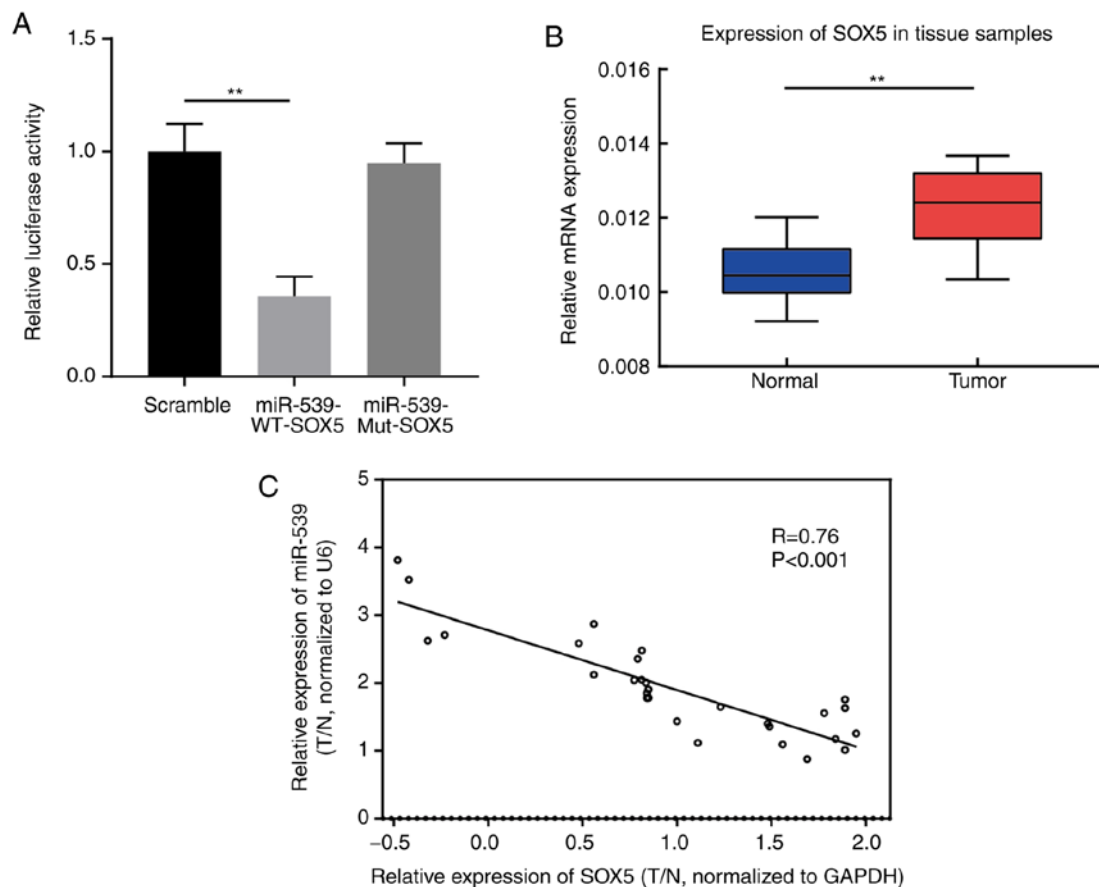 A
1.5
1.0
0.5
0.0
Relative luciferase activity
**
Scramble
miR-539-
WT-SOX5
miR-539-
Mut-SOX5
B
Expression of SOX5 in tissue samples
0.016
0.014
0.012
0.010
0.008
Relative mRNA expression
**
Normal
Tumor
C
5
4
3
2
1
0
Relative expression of miR-539
(T/N, normalized to U6)
R=0.76
P<0.001
−0.5
0.0
0.5
1.0
1.5
2.0
Relative expression of SOX5 (T/N, normalized to GAPDH)